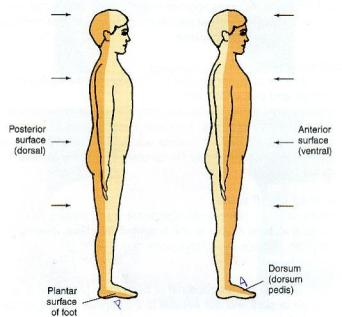 Posterior
surface
(dorsal)
Anterior
surface
(ventral)
Plantar
surface
of foot
P
A
Dorsum
(dorsum
pedis)